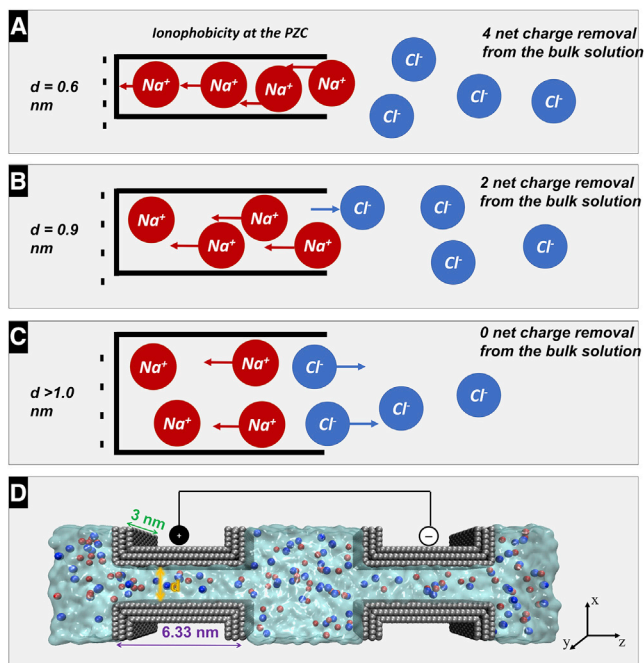 A
Ionophobicity at the PZC
4 net charge removal
from the bulk solution
d = 0.6
nm
Na⁺
Na⁺
Na⁺
Na⁺
Cl⁻
Cl⁻
Cl⁻
Cl⁻
B
2 net charge removal
from the bulk solution
d = 0.9
nm
Na⁺
Na⁺
Na⁺
Na⁺
Cl⁻
Cl⁻
Cl⁻
Cl⁻
C
0 net charge removal
from the bulk solution
d >1.0
nm
Na⁺
Na⁺
Na⁺
Na⁺
Cl⁻
Cl⁻
Cl⁻
Cl⁻
D
3 nm
+
−
6.33 nm
x
y
z